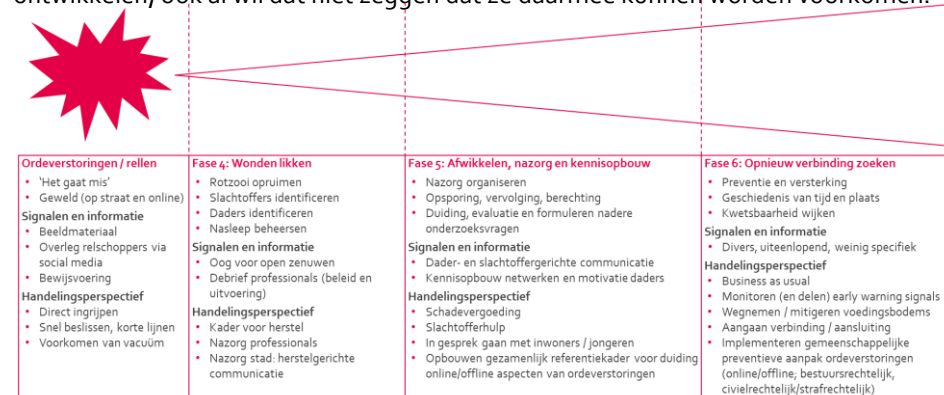 ontwikkelen, ook al wil dat niet zeggen dat ze daarmee kunnen worden voorkomen.
Ordeverstoringen / rellen
• 'Het gaat mis'
• Geweld (op straat en online)
Signalen en informatie
• Beeldmateriaal
• Overleg relschoppers via
social media
• Bewijsvoering
Handelingsperspectief
• Direct ingrijpen
• Snel beslissen, korte lijnen
• Voorkomen van vacuüm
Fase 4: Wonden likken
• Rotzooi opruimen
• Slachtoffers identificeren
• Daders identificeren
• Nasleep beheersen
Signalen en informatie
• Oog voor open zenuwen
• Debrief professionals (beleid en
uitvoering)
Handelingsperspectief
• Kader voor herstel
• Nazorg professionals
• Nazorg stad: herstelgerichte
communicatie
Fase 5: Afwikkelen, nazorg en kennisopbouw
• Nazorg organiseren
• Opsporing, vervolging, berechting
• Duiding, evaluatie en formuleren nadere
onderzoeksvragen
Signalen en informatie
• Dader- en slachtoffergerichte communicatie
• Kennisopbouw netwerken en motivatie daders
Handelingsperspectief
• Schadevergoeding
• Slachtofferhulp
• In gesprek gaan met inwoners / jongeren
• Opbouwen gezamenlijk referentiekader voor duiding
online/offline aspecten van ordeverstoringen
Fase 6: Opnieuw verbinding zoeken
• Preventie en versterking
• Geschiedenis van tijd en plaats
• Kwetsbaarheid wijken
Signalen en informatie
• Divers, uiteenlopend, weinig specifiek
Handelingsperspectief
• Business as usual
• Monitoren (en delen) early warning signals
• Wegnemen / mitigeren voedingsbodems
• Aangaan verbinding / aansluiting
• Implementeren gemeenschappelijke
preventieve aanpak ordeverstoringen
(online/offline; bestuursrechtelijk,
civielrechtelijk/strafrechtelijk)